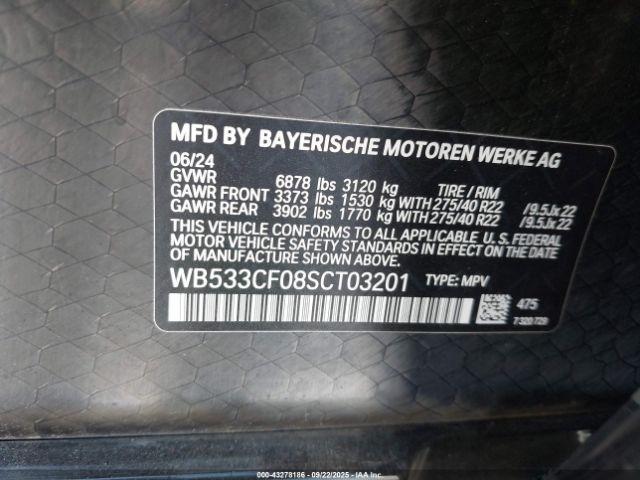 MFD BY BAYERISCHE MOTOREN WERKE AG
06/24
GVWR 6878 lbs 3120 kg TIRE / RIM
GAWR FRONT 3373 lbs 1530 kg WITH 275/40 R22 /9.5Jx22
GAWR REAR 3902 lbs 1770 kg WITH 275/40 R22 /9.5Jx22
THIS VEHICLE CONFORMS TO ALL APPLICABLE U. S. FEDERAL
MOTOR VEHICLE SAFETY STANDARDS IN EFFECT ON THE DATE
OF MANUFACTURE SHOWN ABOVE.
WB533CF08SCT03201 TYPE: MPV
475
7 320 729
000-43278186 - 09/22/2025 - IAA Inc.